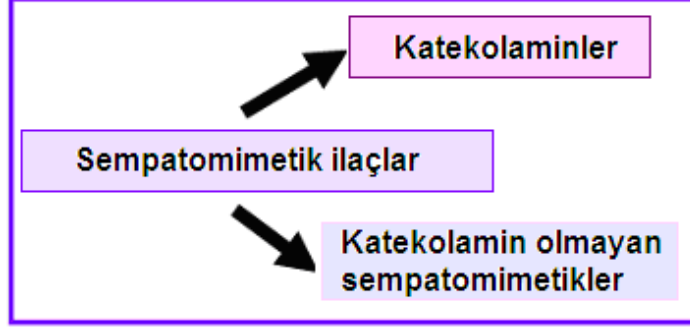 Katekolaminler
Sempatomimetik ilaçlar
Katekolamin olmayan
sempatomimetikler